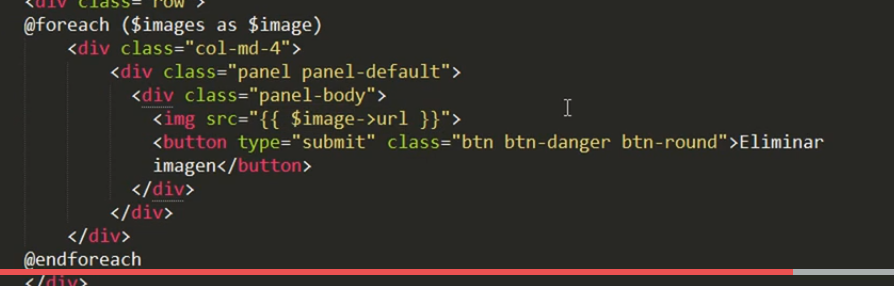 <div class="row">
@foreach ($images as $image)
<div class="col-md-4">
<div class="panel panel-default">
<div class="panel-body">
<img src="{{ $image->url }}">
<button type="submit" class="btn btn-danger btn-round">Eliminar
imagen</button>
</div>
</div>
</div>
@endforeach
</div>